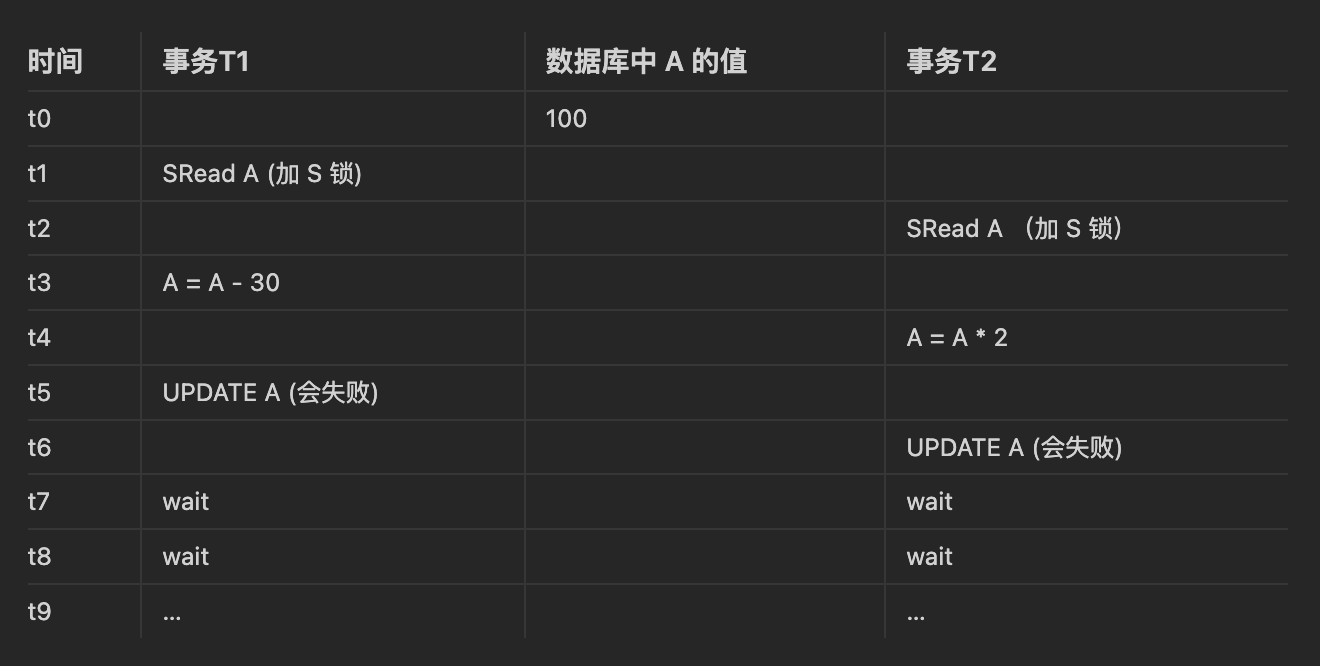 时间 事务T1 数据库中 A 的值 事务T2
t0 100
t1 SRead A (加 S 锁)
t2 SRead A （加 S 锁）
t3 A = A - 30
t4 A = A * 2
t5 UPDATE A (会失败)
t6 UPDATE A (会失败)
t7 wait wait
t8 wait wait
t9 ... ...